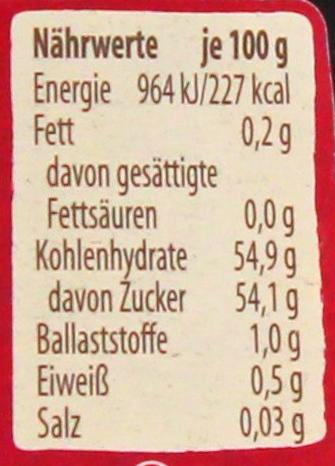 Nährwerte je 100 g
Energie 964 kJ/227 kcal
Fett 0,2 g
davon gesättigte
Fettsäuren 0,0 g
Kohlenhydrate 54,9 g
davon Zucker 54,1 g
Ballaststoffe 1,0 g
Eiweiß 0,5 g
Salz 0,03 g